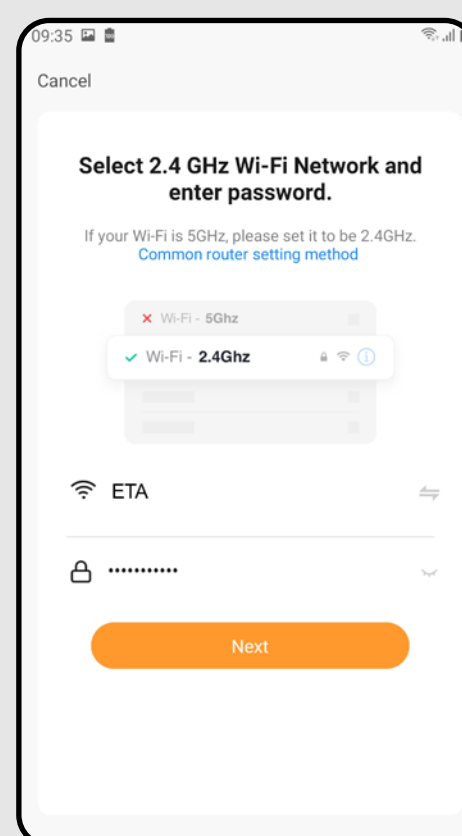 09:35
Cancel
Select 2.4 GHz Wi-Fi Network and
enter password.
If your Wi-Fi is 5GHz, please set it to be 2.4GHz.
Common router setting method
Wi-Fi - 5Ghz
Wi-Fi - 2.4Ghz
ETA
•••••••••••
Next